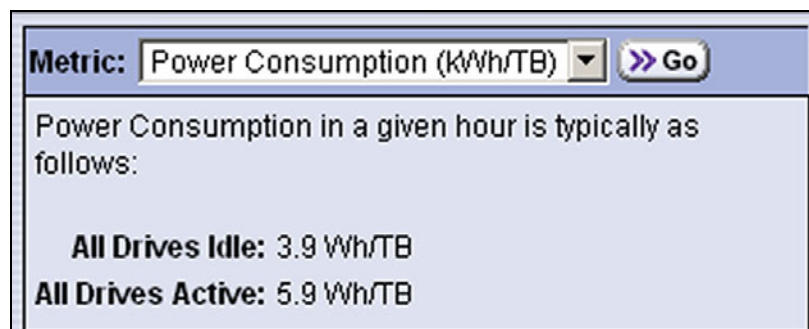 Metric: Power Consumption (kWh/TB) >> Go
Power Consumption in a given hour is typically as
follows:
All Drives Idle: 3.9 Wh/TB
All Drives Active: 5.9 Wh/TB